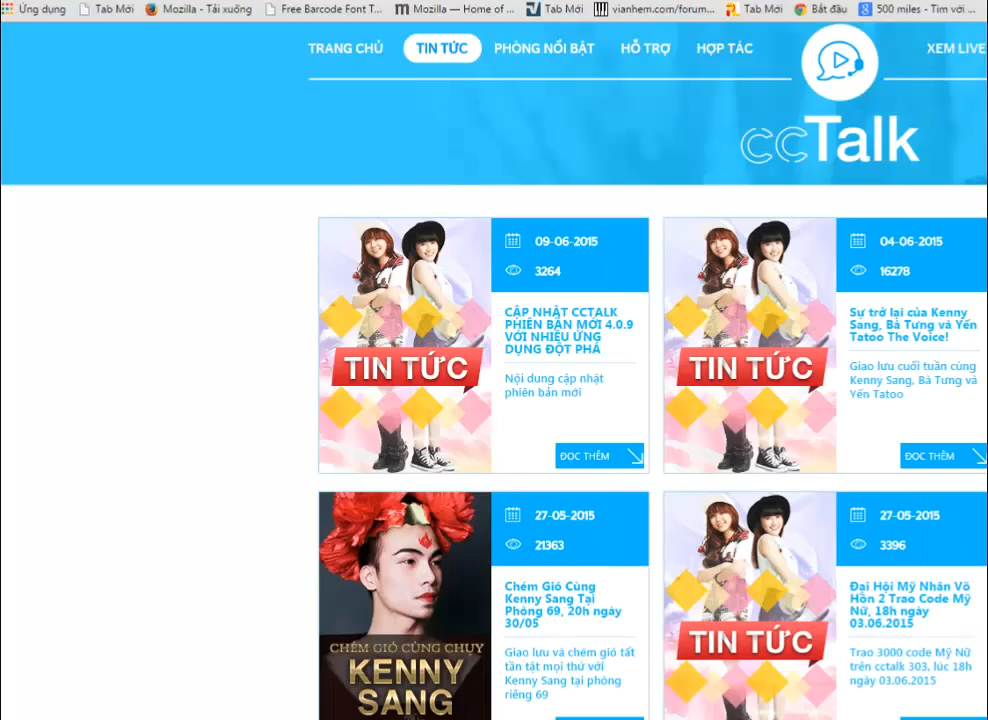 Ứng dụng Tab Mới Mozilla - Tải xuống Free Barcode Font T... Mozilla — Home of ... Tab Mới vianhem.com/forum... Tab Mới Bắt đầu 500 miles - Tìm với ...
TRANG CHỦ TIN TỨC PHÒNG NỔI BẬT HỖ TRỢ HỢP TÁC XEM LIVE
ccTalk
09-06-2015
3264
CẬP NHẬT CCTALK
PHIÊN BẢN MỚI 4.0.9
VỚI NHIỀU ỨNG
DỤNG ĐỘT PHÁ
Nội dung cập nhật
phiên bản mới
TIN TỨC
ĐỌC THÊM
04-06-2015
16278
Sự trở lại của Kenny
Sang, Bà Tưng và Yến
Tatoo The Voice!
Giao lưu cuối tuần cùng
Kenny Sang, Bà Tưng và
Yến Tatoo
TIN TỨC
ĐỌC THÊM
27-05-2015
21363
Chém Gió Cùng
Kenny Sang Tại
Phòng 69, 20h ngày
30/05
Giao lưu và chém gió tất
tần tật mọi thứ với
Kenny Sang tại phòng
riêng 69
CHÉM GIÓ CÙNG CHỤY
KENNY
SANG
27-05-2015
3396
Đại Hội Mỹ Nhân Võ
Hồn 2 Trao Code Mỹ
Nữ, 18h ngày
03.06.2015
Trao 3000 code Mỹ Nữ
trên cctalk 303, lúc 18h
ngày 03.06.2015
TIN TỨC